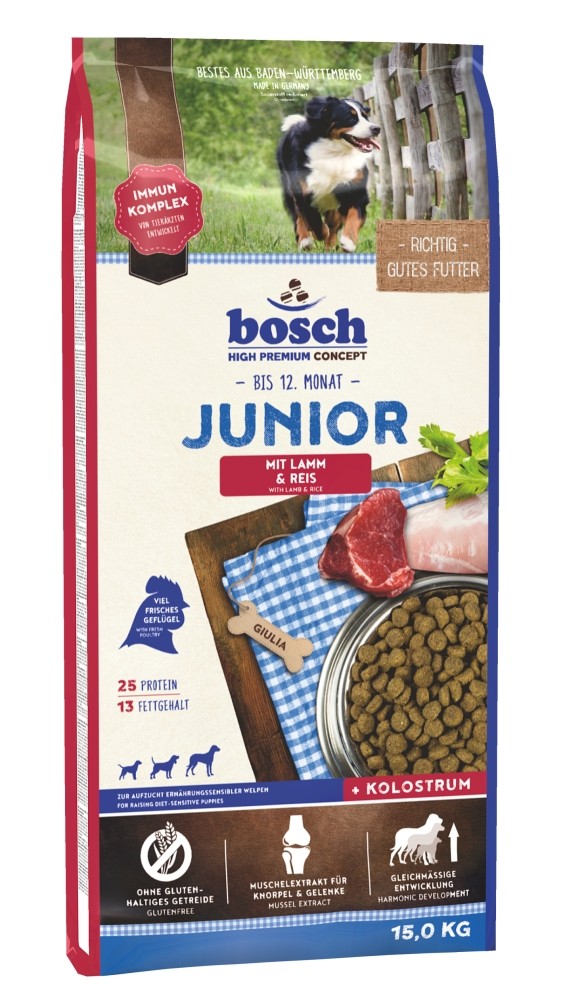 BESTES AUS BADEN-WÜRTTEMBERG
MADE IN GERMANY
IMMUN
KOMPLEX
VON TIERÄRZTEN
ENTWICKELT
- RICHTIG -
GUTES FUTTER
bosch
HIGH PREMIUM CONCEPT
- BIS 12. MONAT -
JUNIOR
MIT LAMM
& REIS
WITH LAMB & RICE
VIEL
FRISCHES
GEFLÜGEL
WITH FRESH
POULTRY
GIULIA
25 PROTEIN
13 FETTGEHALT
ZUR AUFZUCHT ERNÄHRUNGSSENSIBLER WELPEN
FOR RAISING DIET-SENSITIVE PUPPIES
+ KOLOSTRUM
OHNE GLUTEN-
HALTIGES GETREIDE
GLUTENFREE
MUSCHELEXTRAKT FÜR
KNORPEL & GELENKE
MUSSEL EXTRACT
GLEICHMÄSSIGE
ENTWICKLUNG
HARMONIC DEVELOPMENT
15,0 KG